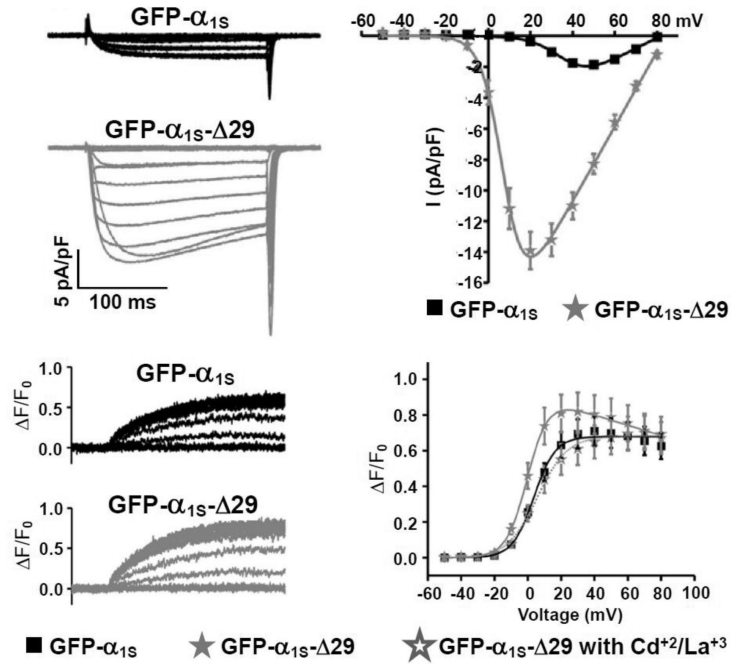 GFP-α1S
GFP-α1S-Δ29
5 pA/pF
100 ms
0 20 40 60 80 mV
-2
-4
-6
-8
-10
-12
-14
-16
I (pA/pF)
GFP-α1S GFP-α1S-Δ29
GFP-α1S
1.0
0.5
0.0
ΔF/F0
GFP-α1S-Δ29
1.0
0.5
0.0
ΔF/F0
1.0
0.8
0.6
0.4
0.2
0.0
ΔF/F0
-60 -40 -20 0 20 40 60 80 100
Voltage (mV)
GFP-α1S GFP-α1S-Δ29 GFP-α1S-Δ29 with Cd+2/La+3